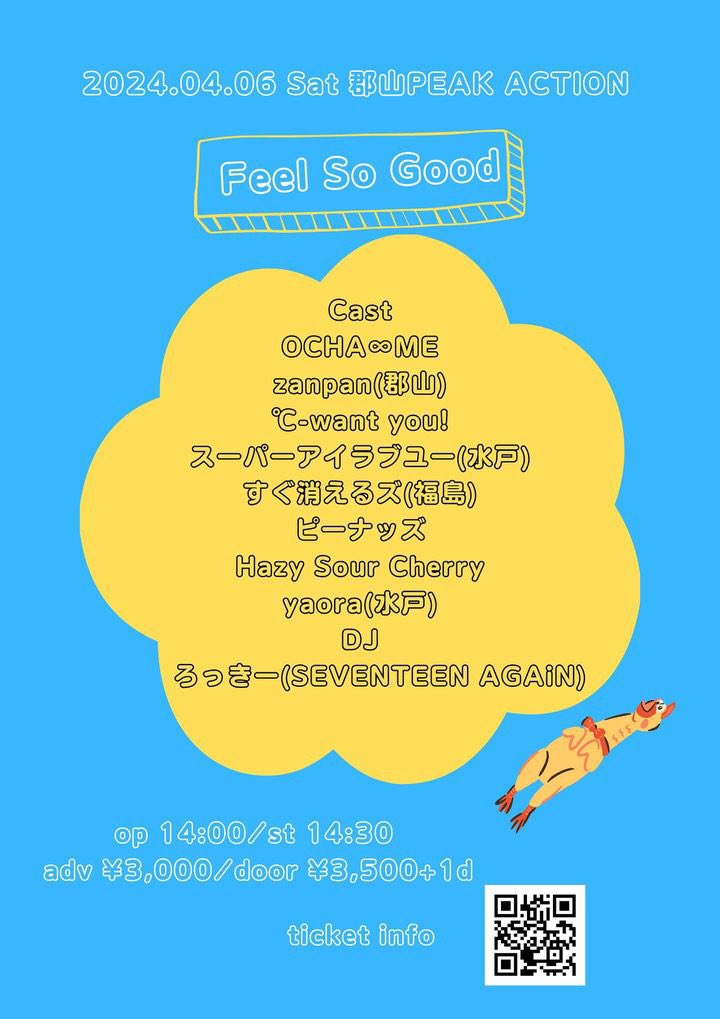 2024.04.06 Sat 郡山PEAK ACTION
Feel So Good
Cast
OCHA∞ME
zanpan(郡山)
℃-want you!
スーパーアイラブユー(水戸)
すぐ消えるズ(福島)
ピーナッズ
Hazy Sour Cherry
yaora(水戸)
DJ
ろっきー(SEVENTEEN AGAiN)
op 14:00/st 14:30
adv ¥3,000/door ¥3,500+1d
ticket info